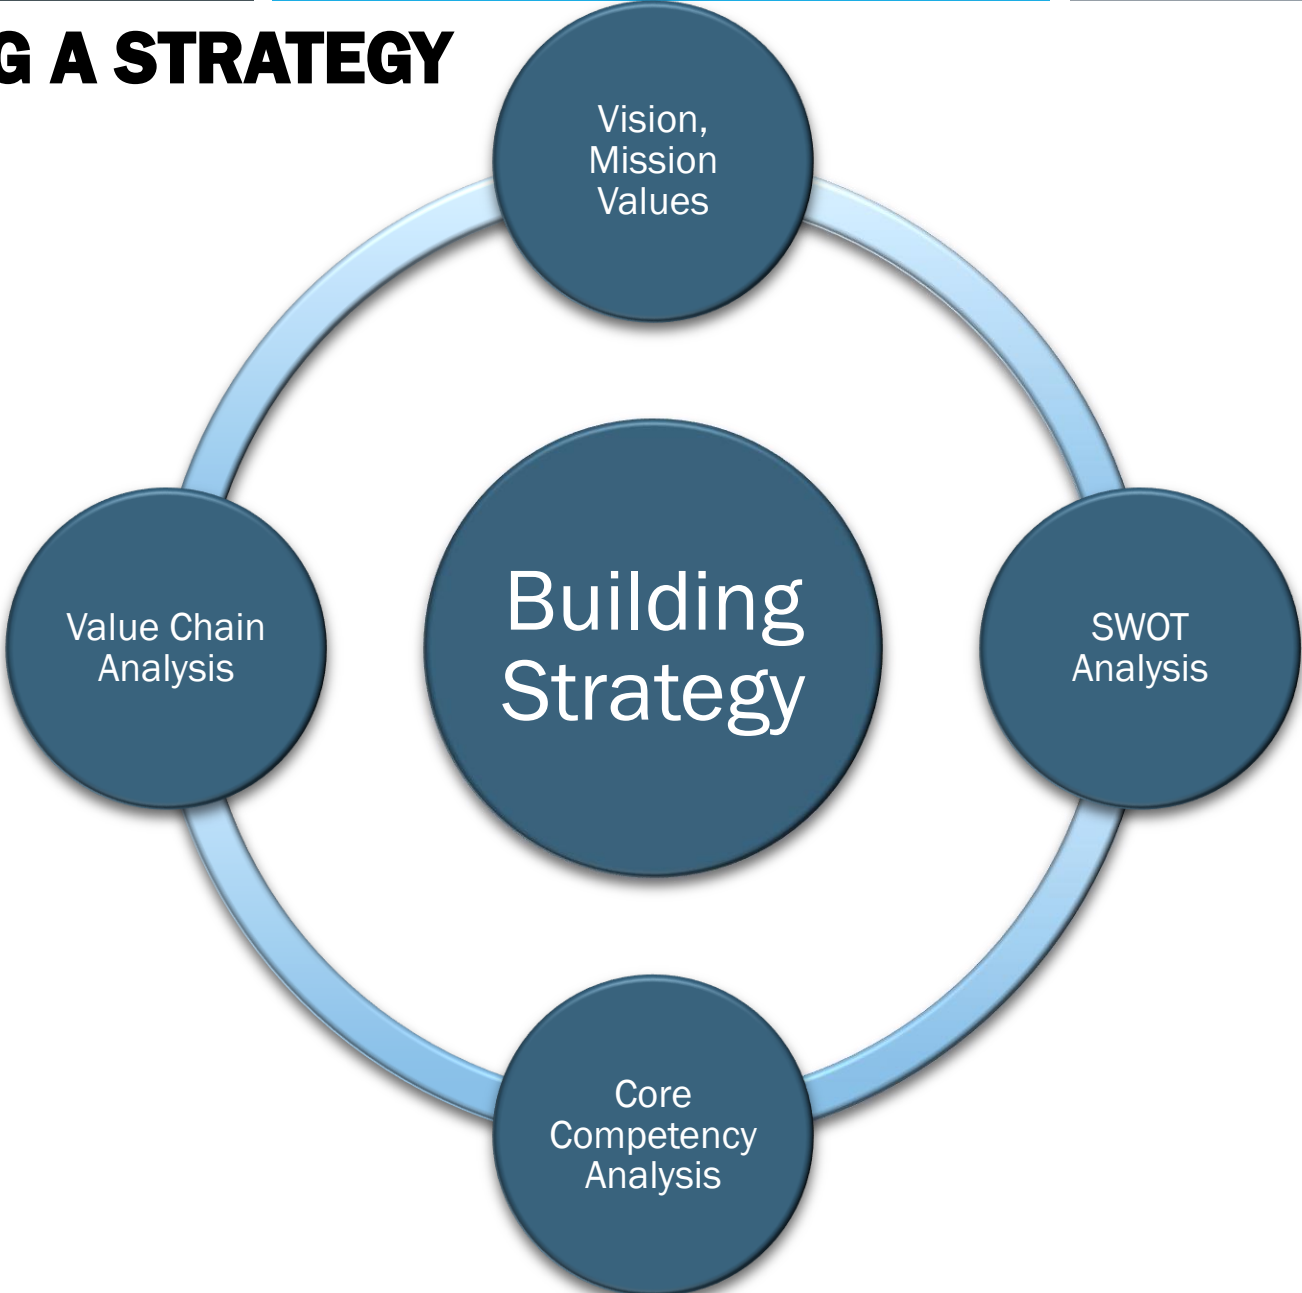 G A STRATEGY
Vision,
Mission
Values
Building
Strategy
Value Chain
Analysis
SWOT
Analysis
Core
Competency
Analysis